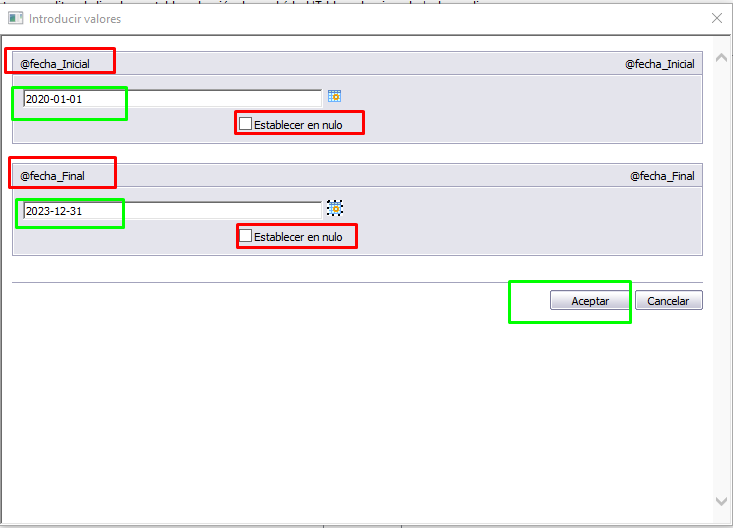 Introducir valores
@fecha_Inicial @fecha_Inicial
2020-01-01
Establecer en nulo
@fecha_Final @fecha_Final
2023-12-31
Establecer en nulo
Aceptar Cancelar